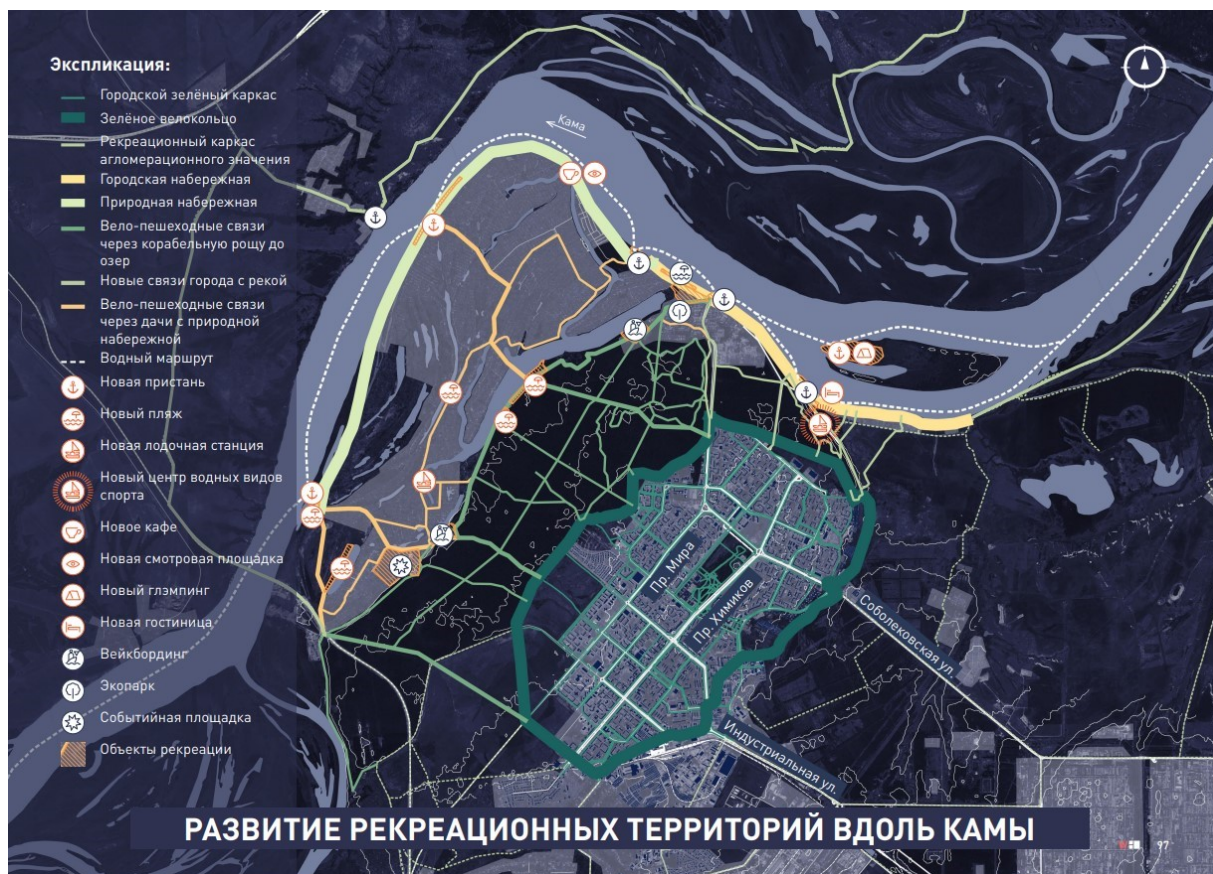 Экспликация:
Городской зелёный каркас
Зелёное велокольцо
Рекреационный каркас
агломерационного значения
Городская набережная
Природная набережная
Вело-пешеходные связи
через корабельную рощу до
озер
Новые связи города с рекой
Вело-пешеходные связи
через дачи с природной
набережной
Водный маршрут
Новая пристань
Новый пляж
Новая лодочная станция
Новый центр водных видов
спорта
Новое кафе
Новая смотровая площадка
Новый глэмпинг
Новая гостиница
Вейкбординг
Экопарк
Событийная площадка
Объекты рекреации
Кама
Пр. Мира
Пр. Химиков
Соболековская ул.
Индустриальная ул.
РАЗВИТИЕ РЕКРЕАЦИОННЫХ ТЕРРИТОРИЙ ВДОЛЬ КАМЫ
97